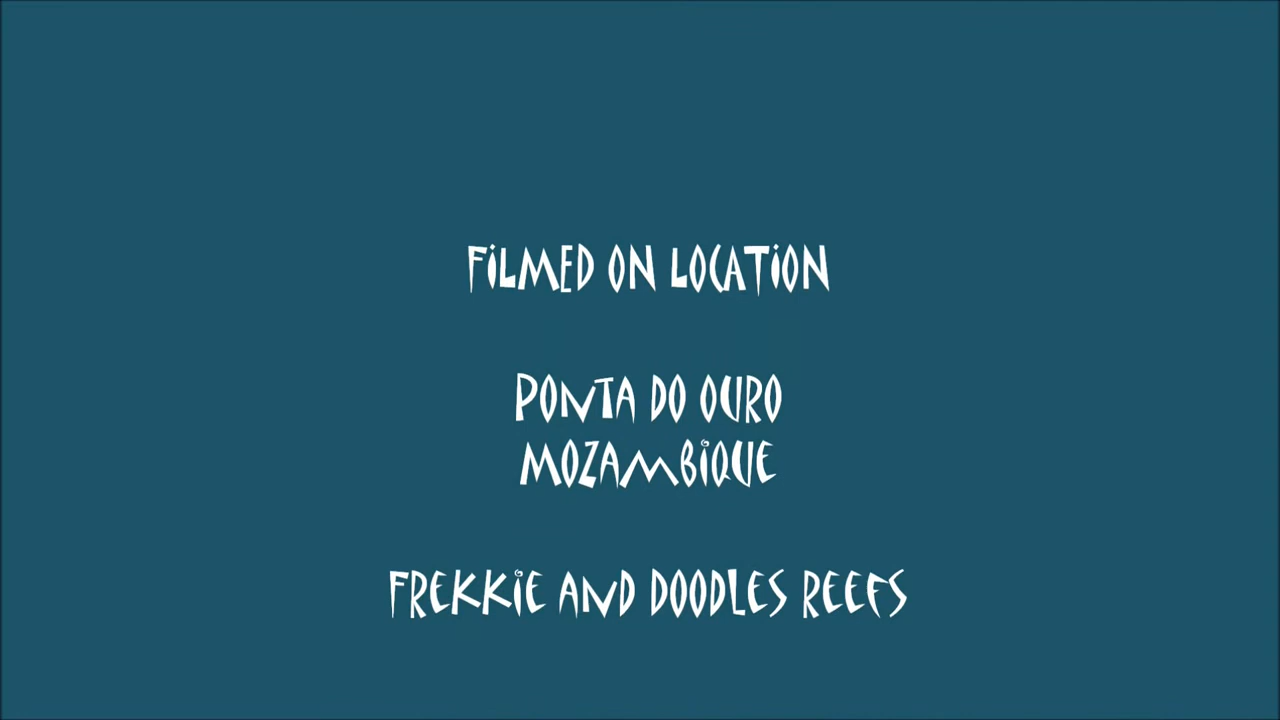 FiLMED ON LOCATiON
PONTA DO OURO
MOZAMBiQUE
FREKKiE AND DOODLES REEFS